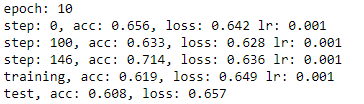 epoch: 10
step: 0, acc: 0.656, loss: 0.642 lr: 0.001
step: 100, acc: 0.633, loss: 0.628 lr: 0.001
step: 146, acc: 0.714, loss: 0.636 lr: 0.001
training, acc: 0.619, loss: 0.649 lr: 0.001
test, acc: 0.608, loss: 0.657